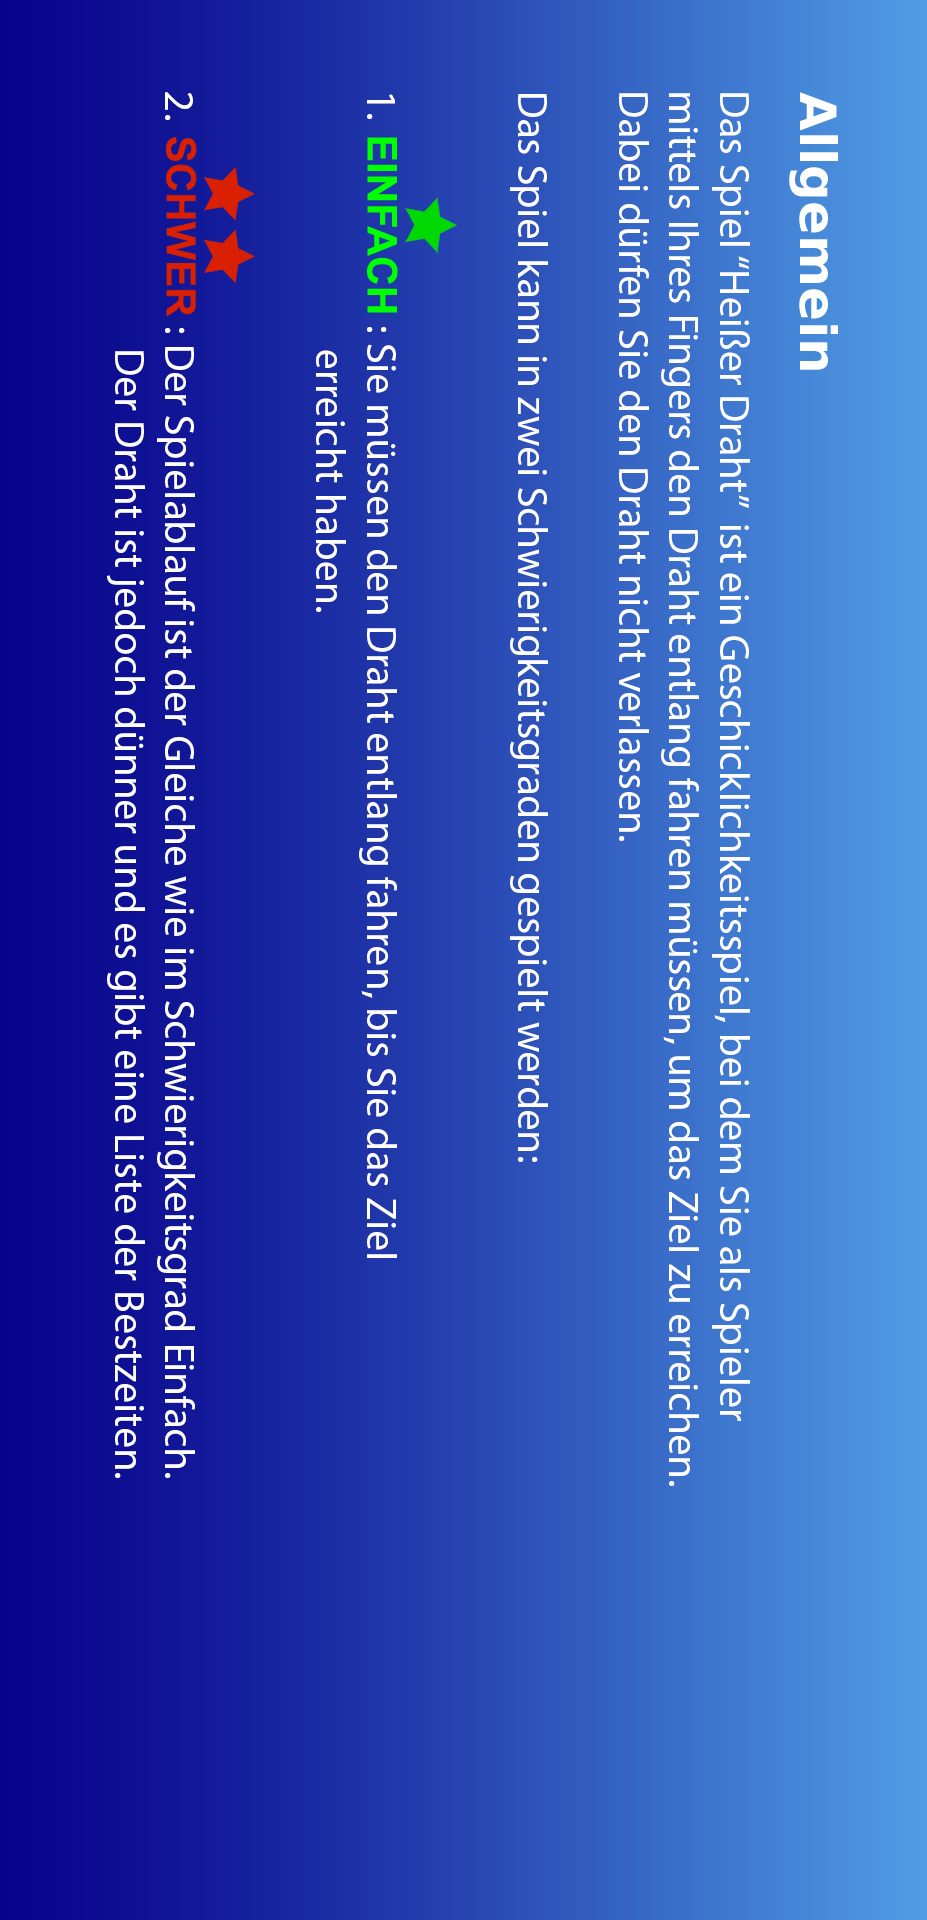 Allgemein
Das Spiel “Heißer Draht” ist ein Geschicklichkeitsspiel, bei dem Sie als Spieler
mittels Ihres Fingers den Draht entlang fahren müssen, um das Ziel zu erreichen.
Dabei dürfen Sie den Draht nicht verlassen.
Das Spiel kann in zwei Schwierigkeitsgraden gespielt werden:
1. EINFACH : Sie müssen den Draht entlang fahren, bis Sie das Ziel
erreicht haben.
2. SCHWER : Der Spielablauf ist der Gleiche wie im Schwierigkeitsgrad Einfach.
Der Draht ist jedoch dünner und es gibt eine Liste der Bestzeiten.